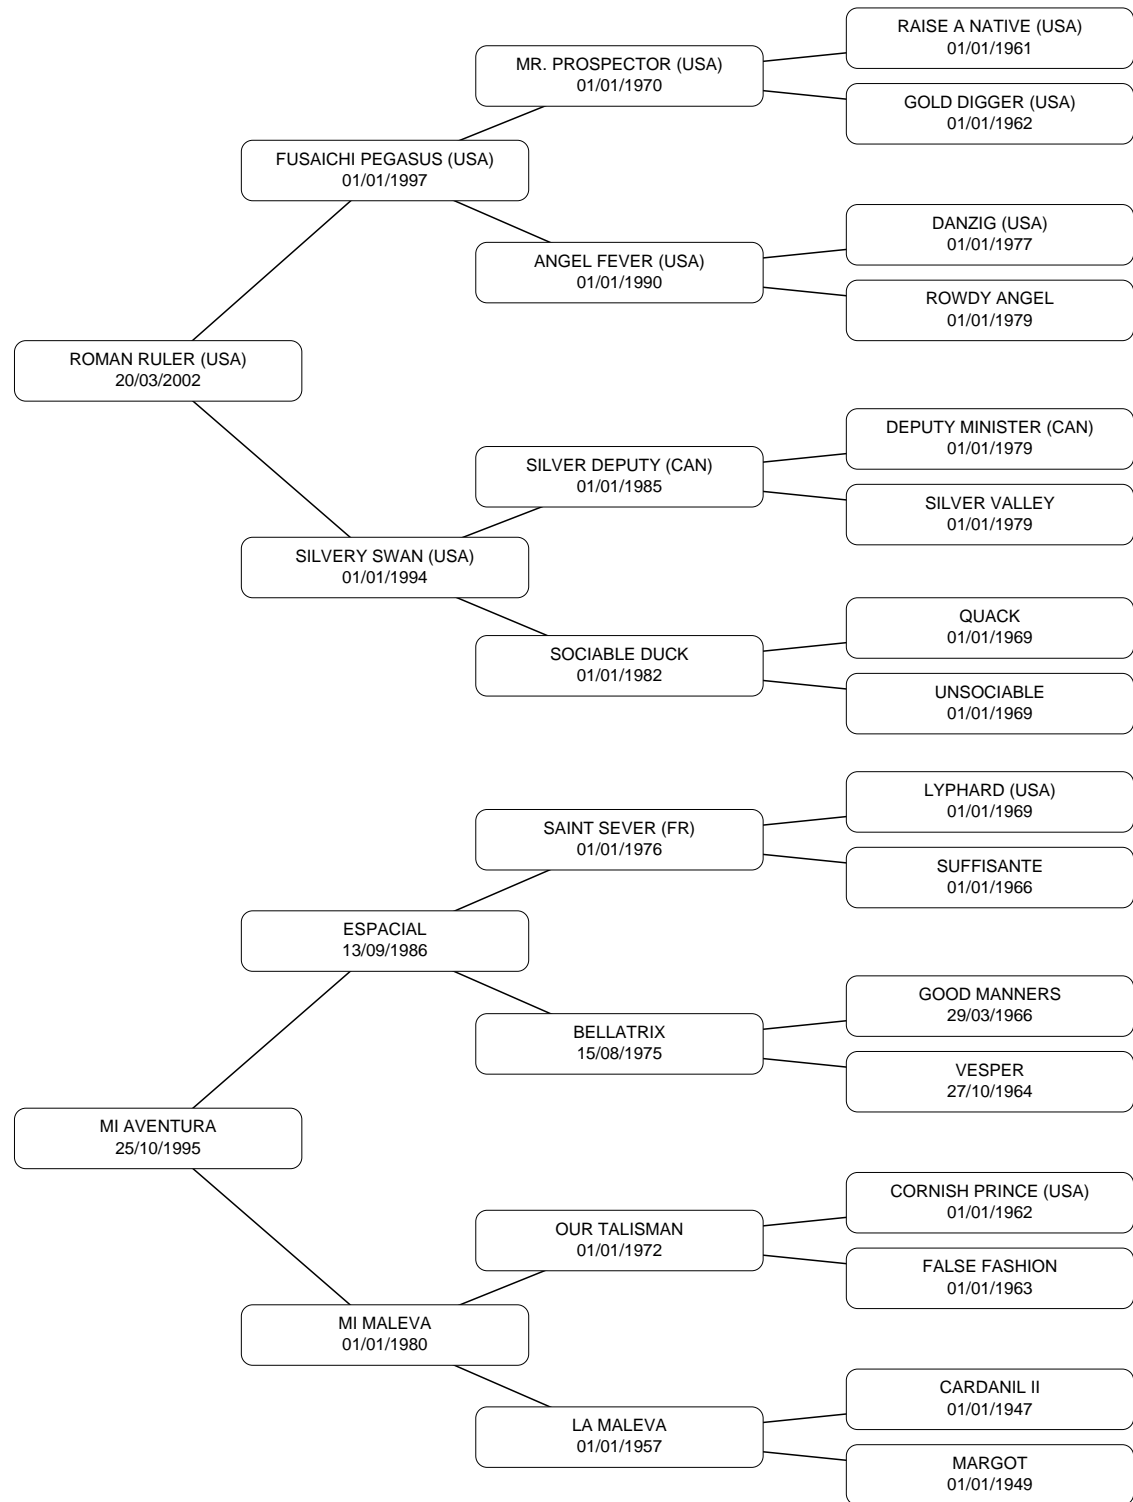 RAISE A NATIVE (USA)
01/01/1961
MR. PROSPECTOR (USA)
01/01/1970
GOLD DIGGER (USA)
01/01/1962
FUSAICHI PEGASUS (USA)
01/01/1997
DANZIG (USA)
01/01/1977
ANGEL FEVER (USA)
01/01/1990
ROWDY ANGEL
01/01/1979
ROMAN RULER (USA)
20/03/2002
DEPUTY MINISTER (CAN)
01/01/1979
SILVER DEPUTY (CAN)
01/01/1985
SILVER VALLEY
01/01/1979
SILVERY SWAN (USA)
01/01/1994
QUACK
01/01/1969
SOCIABLE DUCK
01/01/1982
UNSOCIABLE
01/01/1969
LYPHARD (USA)
01/01/1969
SAINT SEVER (FR)
01/01/1976
SUFFISANTE
01/01/1966
ESPACIAL
13/09/1986
GOOD MANNERS
29/03/1966
BELLATRIX
15/08/1975
VESPER
27/10/1964
MI AVENTURA
25/10/1995
CORNISH PRINCE (USA)
01/01/1962
OUR TALISMAN
01/01/1972
FALSE FASHION
01/01/1963
MI MALEVA
01/01/1980
CARDANIL II
01/01/1947
LA MALEVA
01/01/1957
MARGOT
01/01/1949